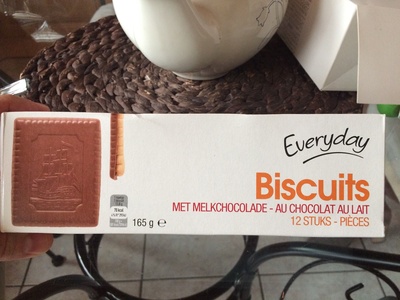 Everyday
Biscuits
MET MELKCHOCOLADE - AU CHOCOLAT AU LAIT
12 STUKS - PIÈCES
165 g e